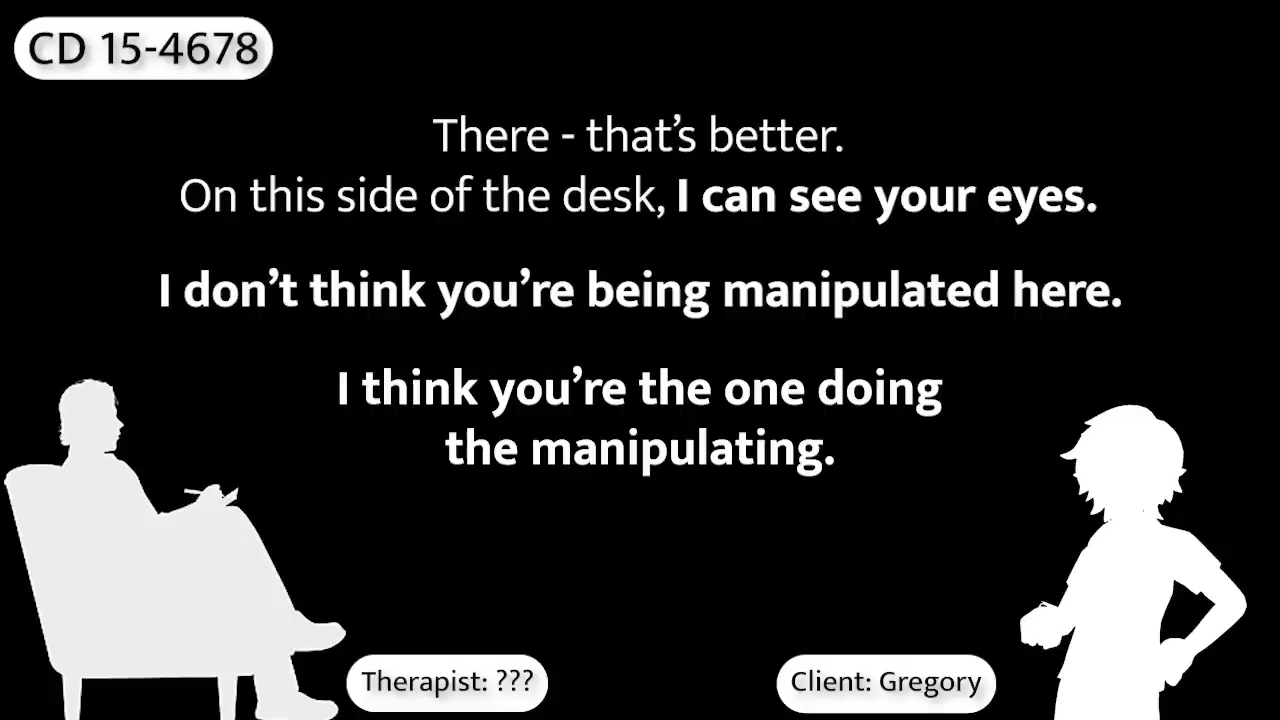 CD 15-4678
There - that’s better.
On this side of the desk, I can see your eyes.
I don’t think you’re being manipulated here.
I think you’re the one doing
the manipulating.
Therapist: ???
Client: Gregory